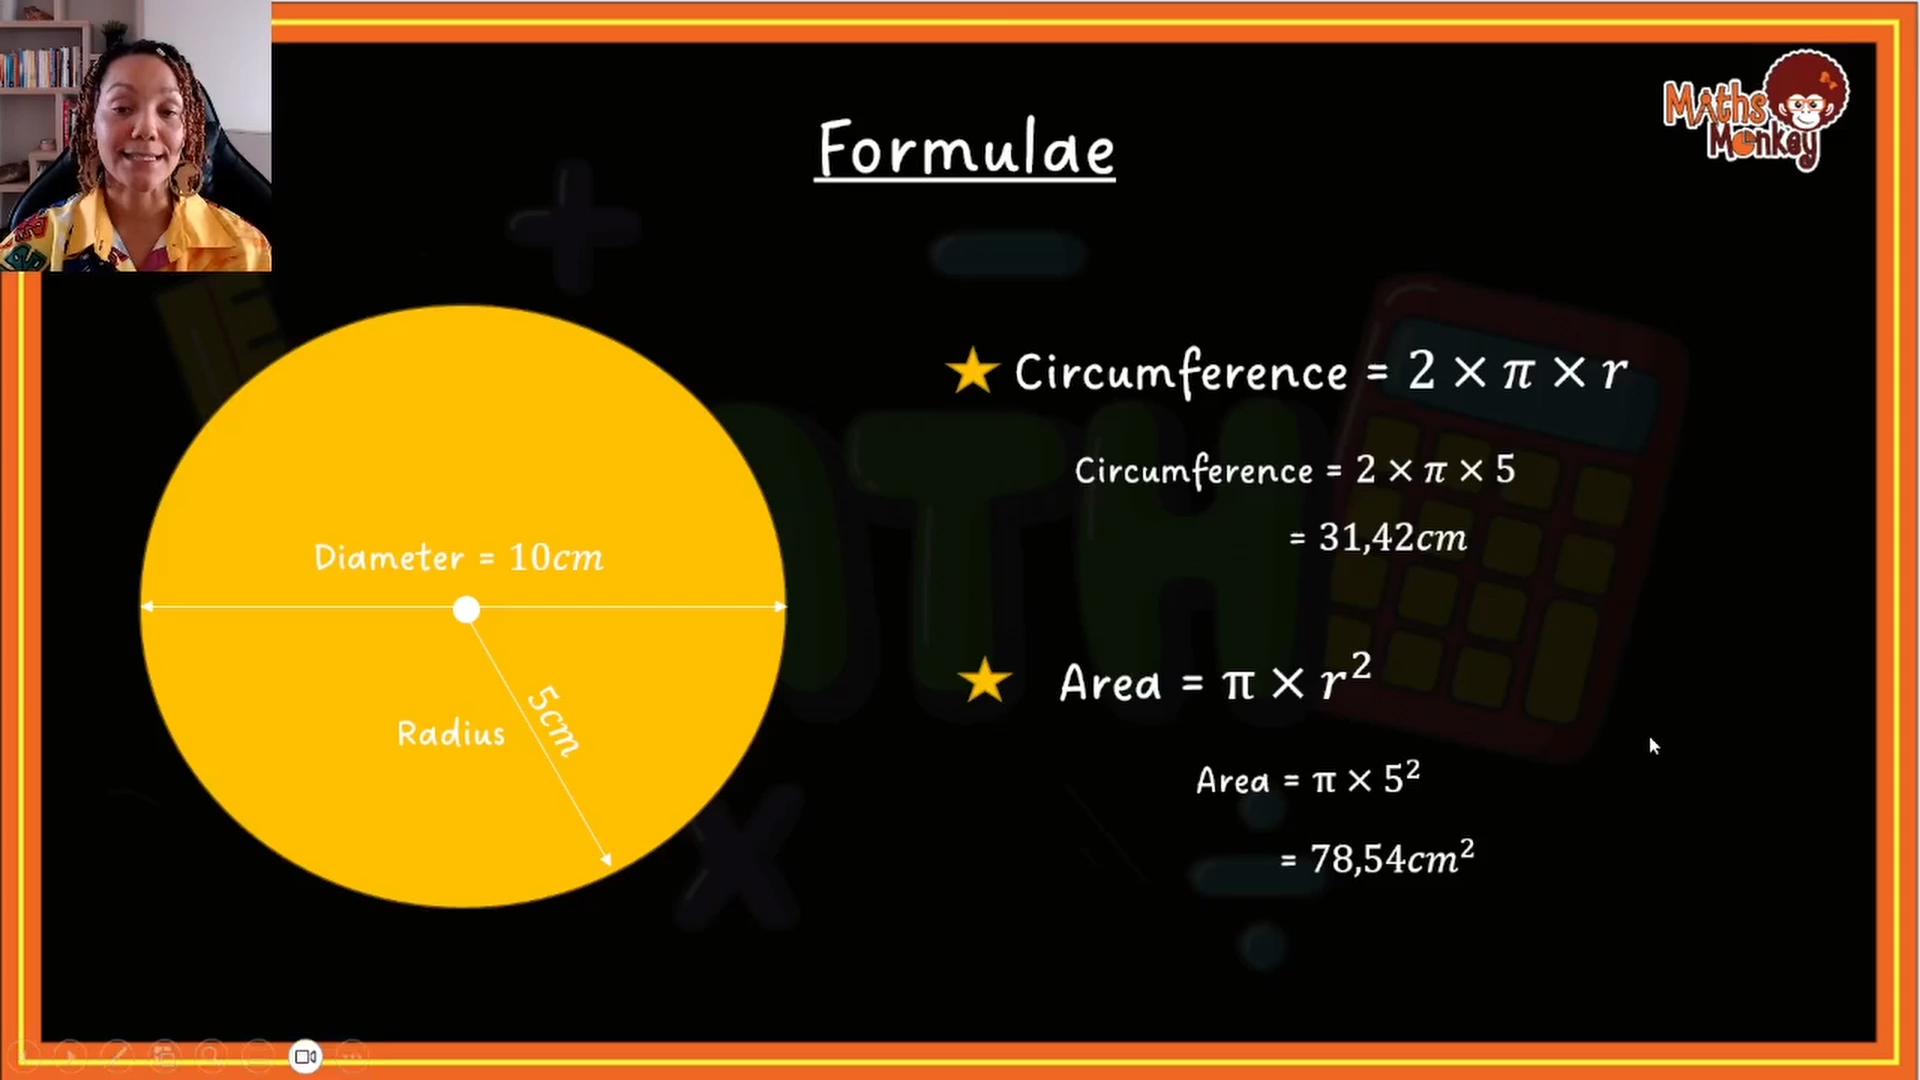 Maths
Monkey
Formulae
Circumference = 2 × π × r
Circumference = 2 × π × 5
= 31,42cm
Diameter = 10cm
Radius
5cm
Area = π × r²
Area = π × 5²
= 78,54cm²